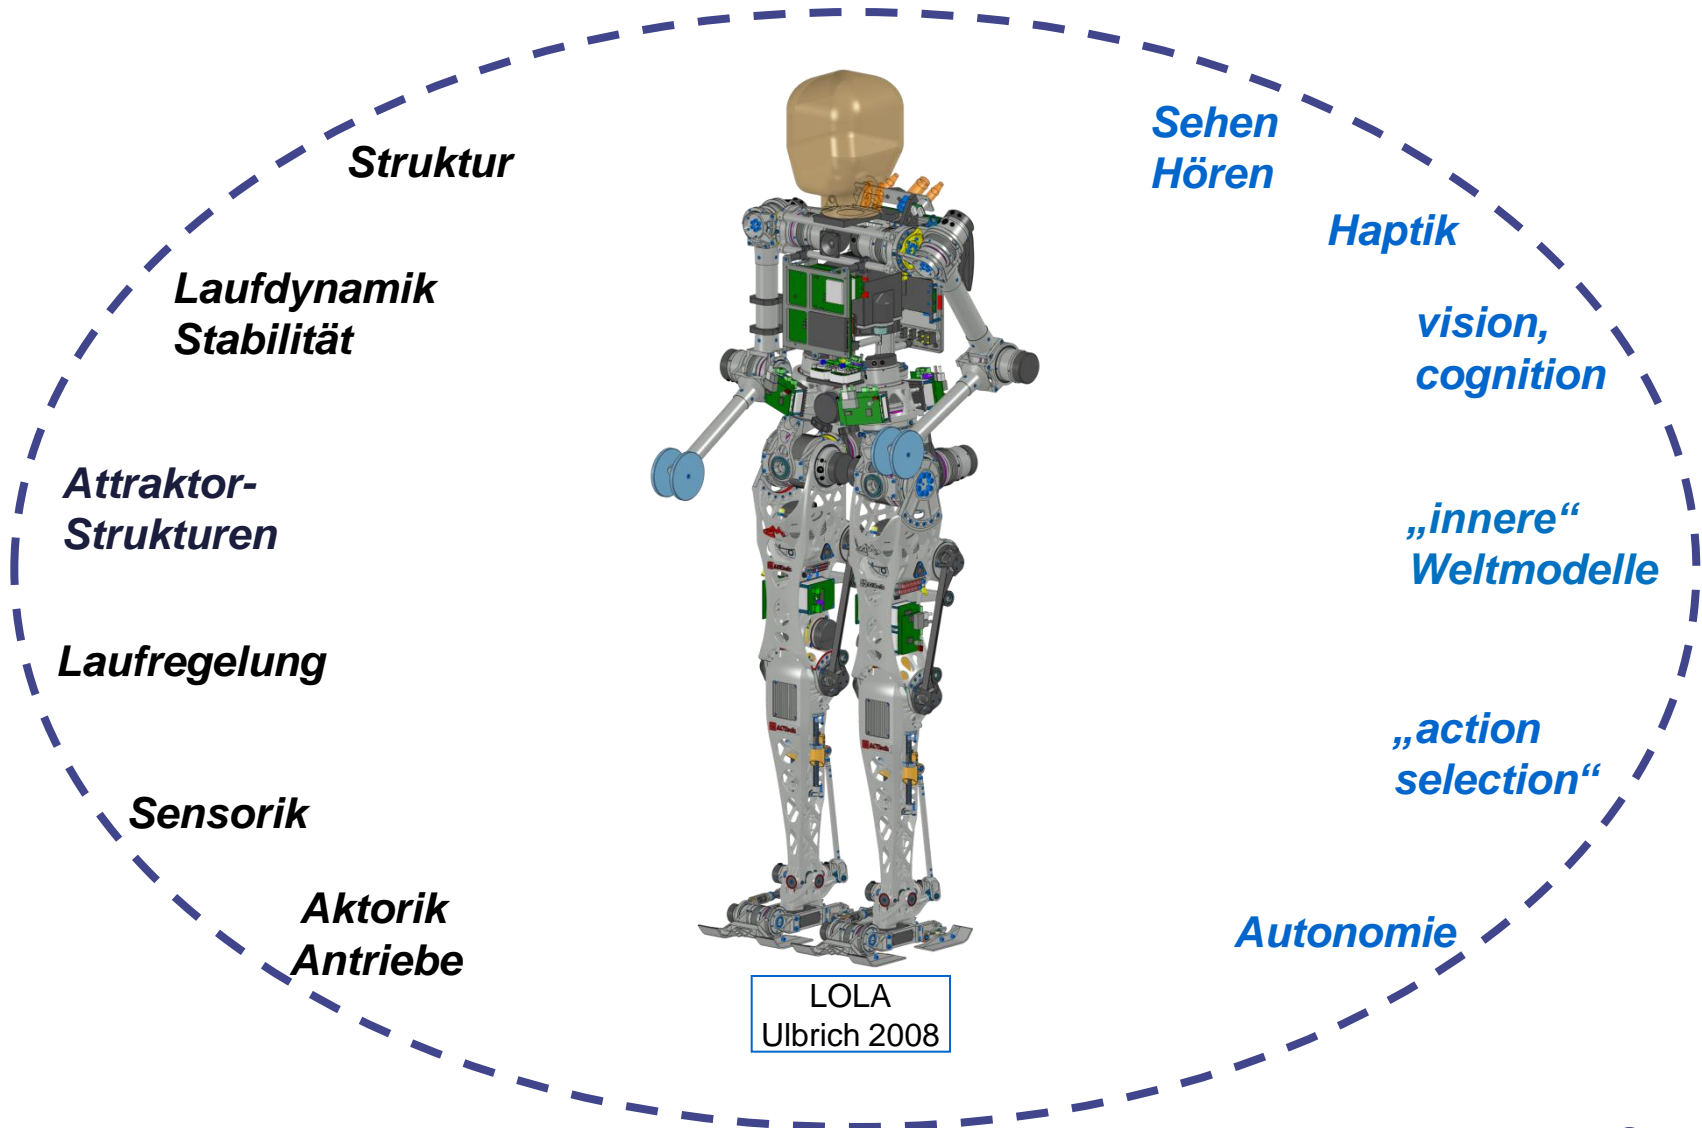 Struktur
Laufdynamik
Stabilität
Attraktor-
Strukturen
Laufregelung
Sensorik
Aktorik
Antriebe
LOLA
Ulbrich 2008
Sehen
Hören
Haptik
vision,
cognition
„innere“
Weltmodelle
„action
selection“
Autonomie